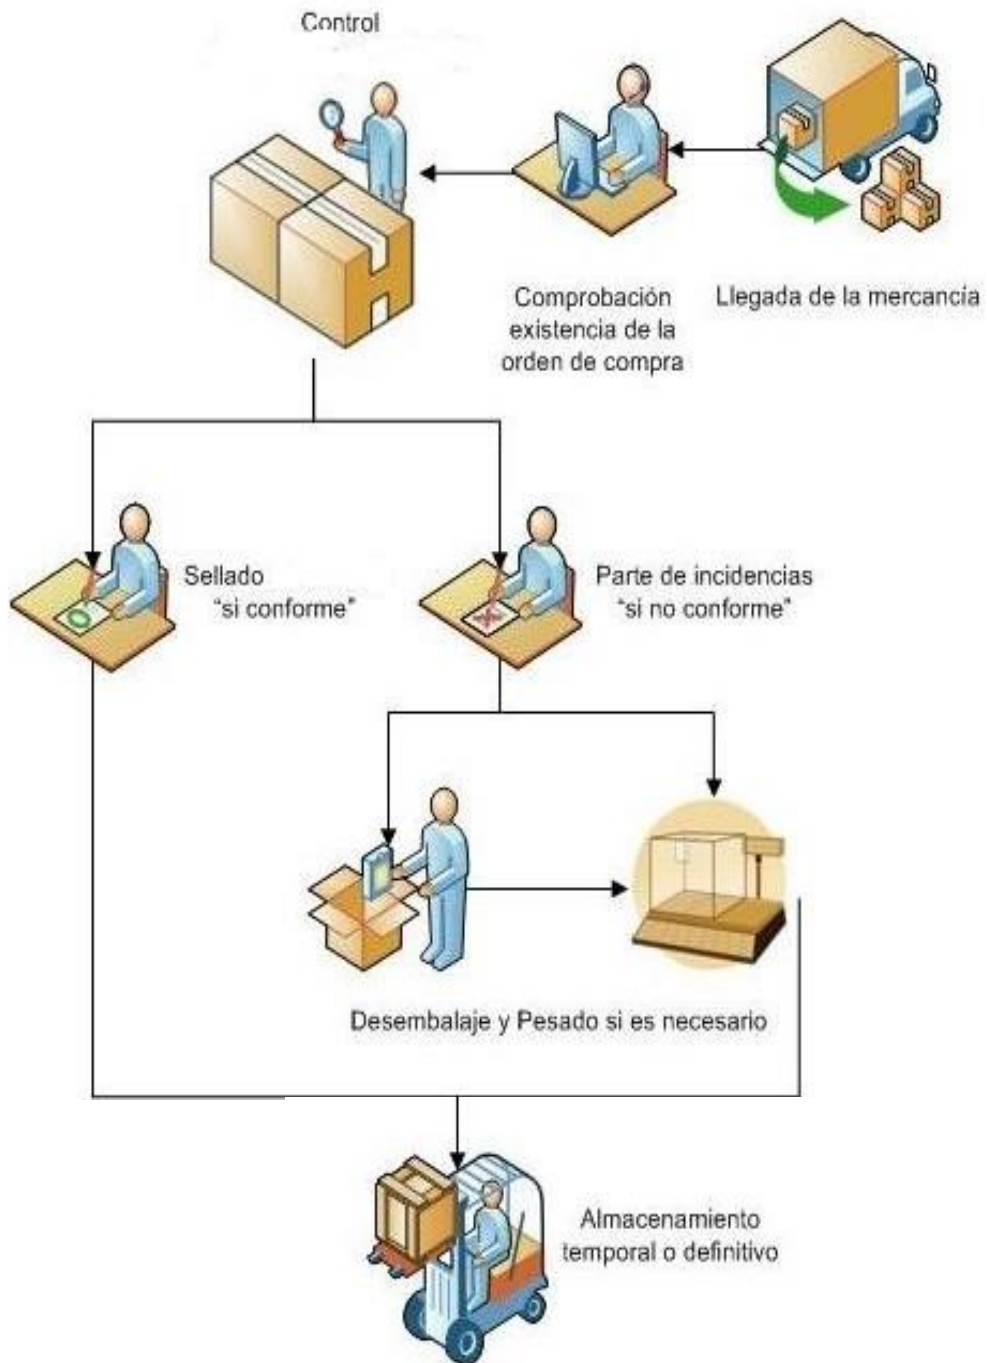 Control
Comprobación
existencia de la
orden de compra
Llegada de la mercancía
Sellado
"si conforme"
Parte de incidencias
"si no conforme"
Desembalaje y Pesado si es necesario
Almacenamiento
temporal o definitivo